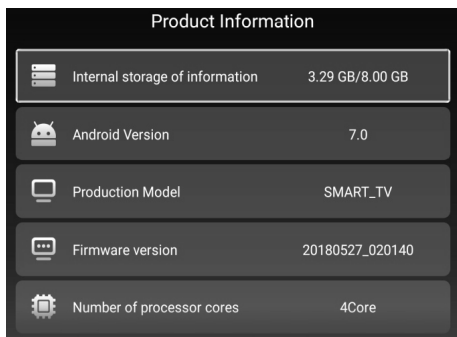 Product Information
Internal storage of information 3.29 GB/8.00 GB
Android Version 7.0
Production Model SMART_TV
Firmware version 20180527_020140
Number of processor cores 4Core